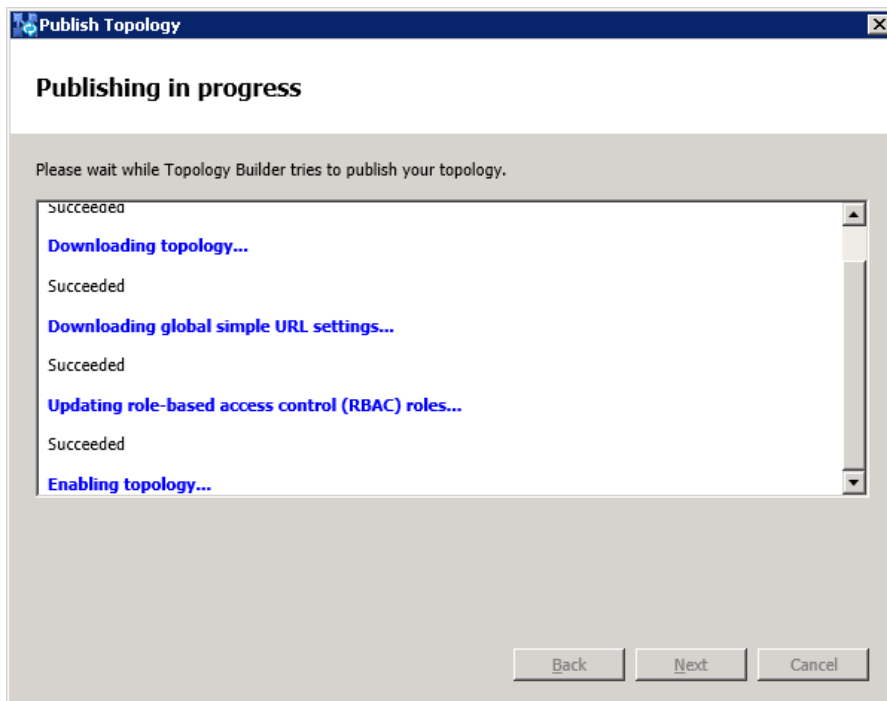 Publish Topology
Publishing in progress
Please wait while Topology Builder tries to publish your topology.
Succeeded
Downloading topology...
Succeeded
Downloading global simple URL settings...
Succeeded
Updating role-based access control (RBAC) roles...
Succeeded
Enabling topology...
Back
Next
Cancel